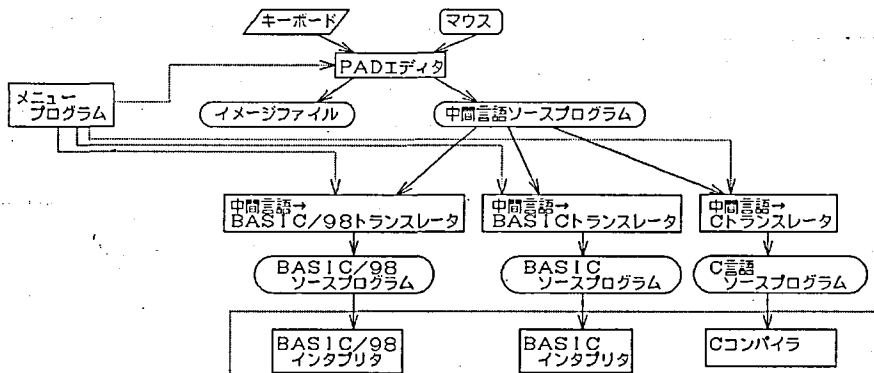 キーボード
マウス
PADエディタ
メニュー
プログラム
イメージファイル
中間言語ソースプログラム
中間言語→
BASIC/98トランスレータ
中間言語→
BASICトランスレータ
中間言語→
Cトランスレータ
BASIC/98
ソースプログラム
BASIC
ソースプログラム
C言語
ソースプログラム
BASIC/98
インタプリタ
BASIC
インタプリタ
Cコンパイラ